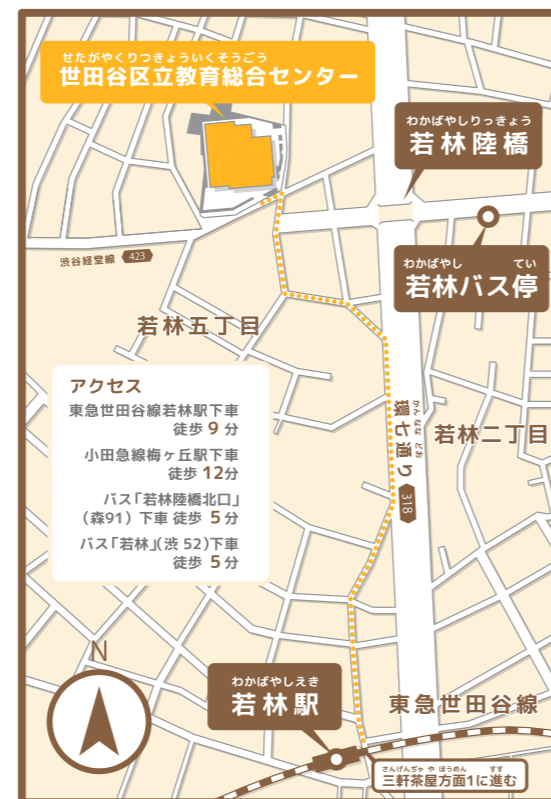 せたがやくりつきょういくそうごう
世田谷区立教育総合センター
わかばやしりっきょう
若林陸橋
渋谷経堂線 423
わかばやし てい
若林バス停
若林五丁目
かんなな どお
環七通り
318
若林二丁目
アクセス
東急世田谷線若林駅下車
徒歩 9 分
小田急線梅ヶ丘駅下車
徒歩 12分
バス「若林陸橋北口」
（森91）下車 徒歩 5 分
バス「若林」(渋 52)下車
徒歩 5 分
N
わかばやしえき
若林駅
東急世田谷線
さんげんぢゃ や ほうめん すす
三軒茶屋方面1に進む